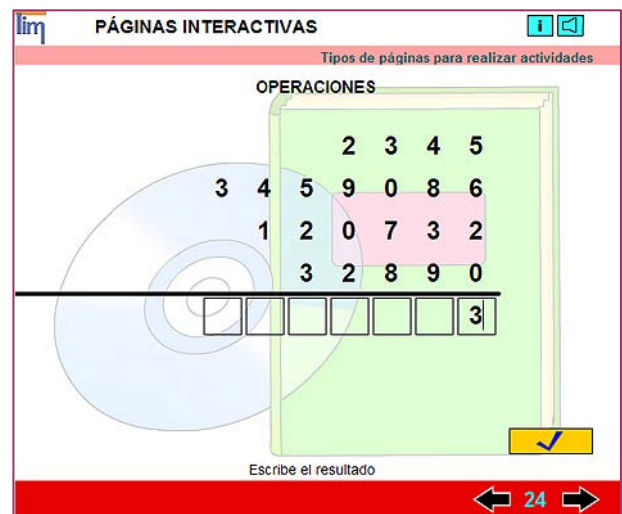 lim PÁGINAS INTERACTIVAS i
Tipos de páginas para realizar actividades
OPERACIONES
2 3 4 5
3 4 5 9 0 8 6
1 2 0 7 3 2
3 2 8 9 0
3
Escribe el resultado
24